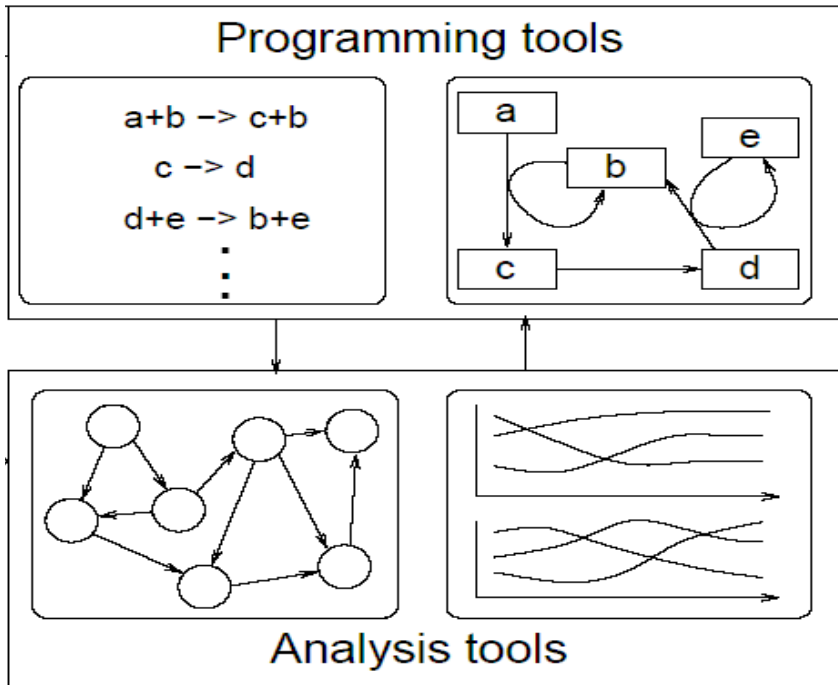 Programming tools
a+b −> c+b
c −> d
d+e −> b+e
a
e
b
c
d
Analysis tools